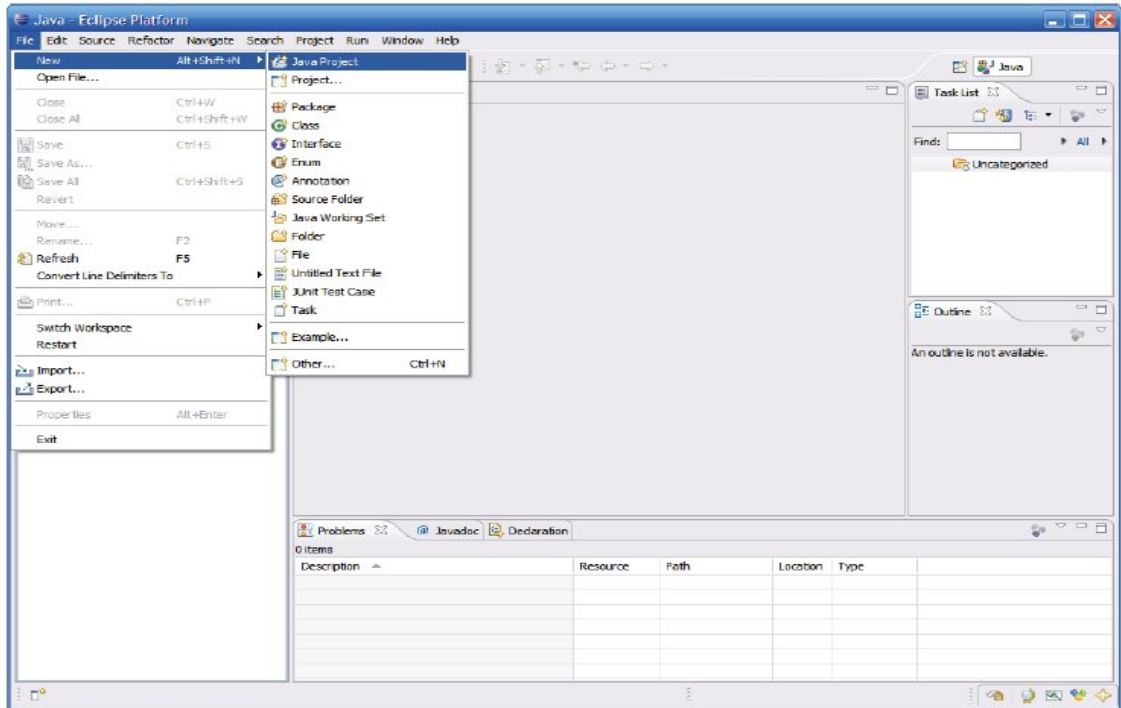 Java - Eclipse Platform
File Edit Source Refactor Navigate Search Project Run Window Help
New Alt+Shift+N
Open File...
Close Ctrl+W
Close All Ctrl+Shift+W
Save Ctrl+S
Save As...
Save All Ctrl+Shift+S
Revert
Move...
Rename... F2
Refresh F5
Convert Line Delimiters To
Print... Ctrl+P
Switch Workspace
Restart
Import...
Export...
Properties Alt+Enter
Exit
Java Project
Project...
Package
Class
Interface
Enum
Annotation
Source Folder
Java Working Set
Folder
File
Untitled Text File
JUnit Test Case
Task
Example...
Other... Ctrl+N
Java
Task List
Find: All
Uncategorized
Outline
An outline is not available.
Problems Javadoc Declaration
0 items
Description Resource Path Location Type